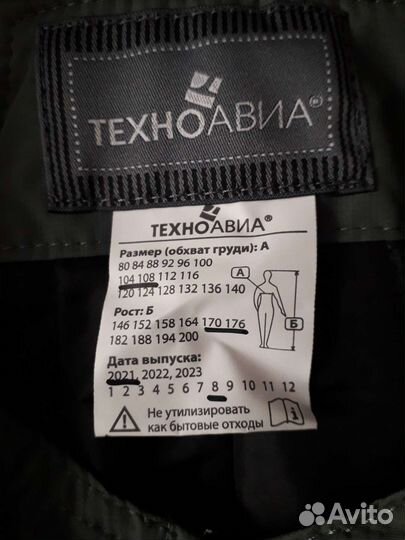 ТЕХНОАВИА®
ТЕХНОАВИА®
Размер (обхват груди): А
80 84 88 92 96 100
104 108 112 116
120 124 128 132 136 140
А
Рост: Б
146 152 158 164 170 176
182 188 194 200
Б
Дата выпуска:
2021, 2022, 2023
1 2 3 4 5 6 7 8 9 10 11 12
Не утилизировать
как бытовые отходы
Avito